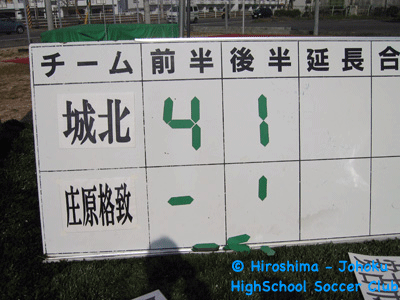 チーム 前半 後半 延長 合
城北 4 1
庄原格致 - 1
© Hiroshima - Johoku
HighSchool Soccer Club